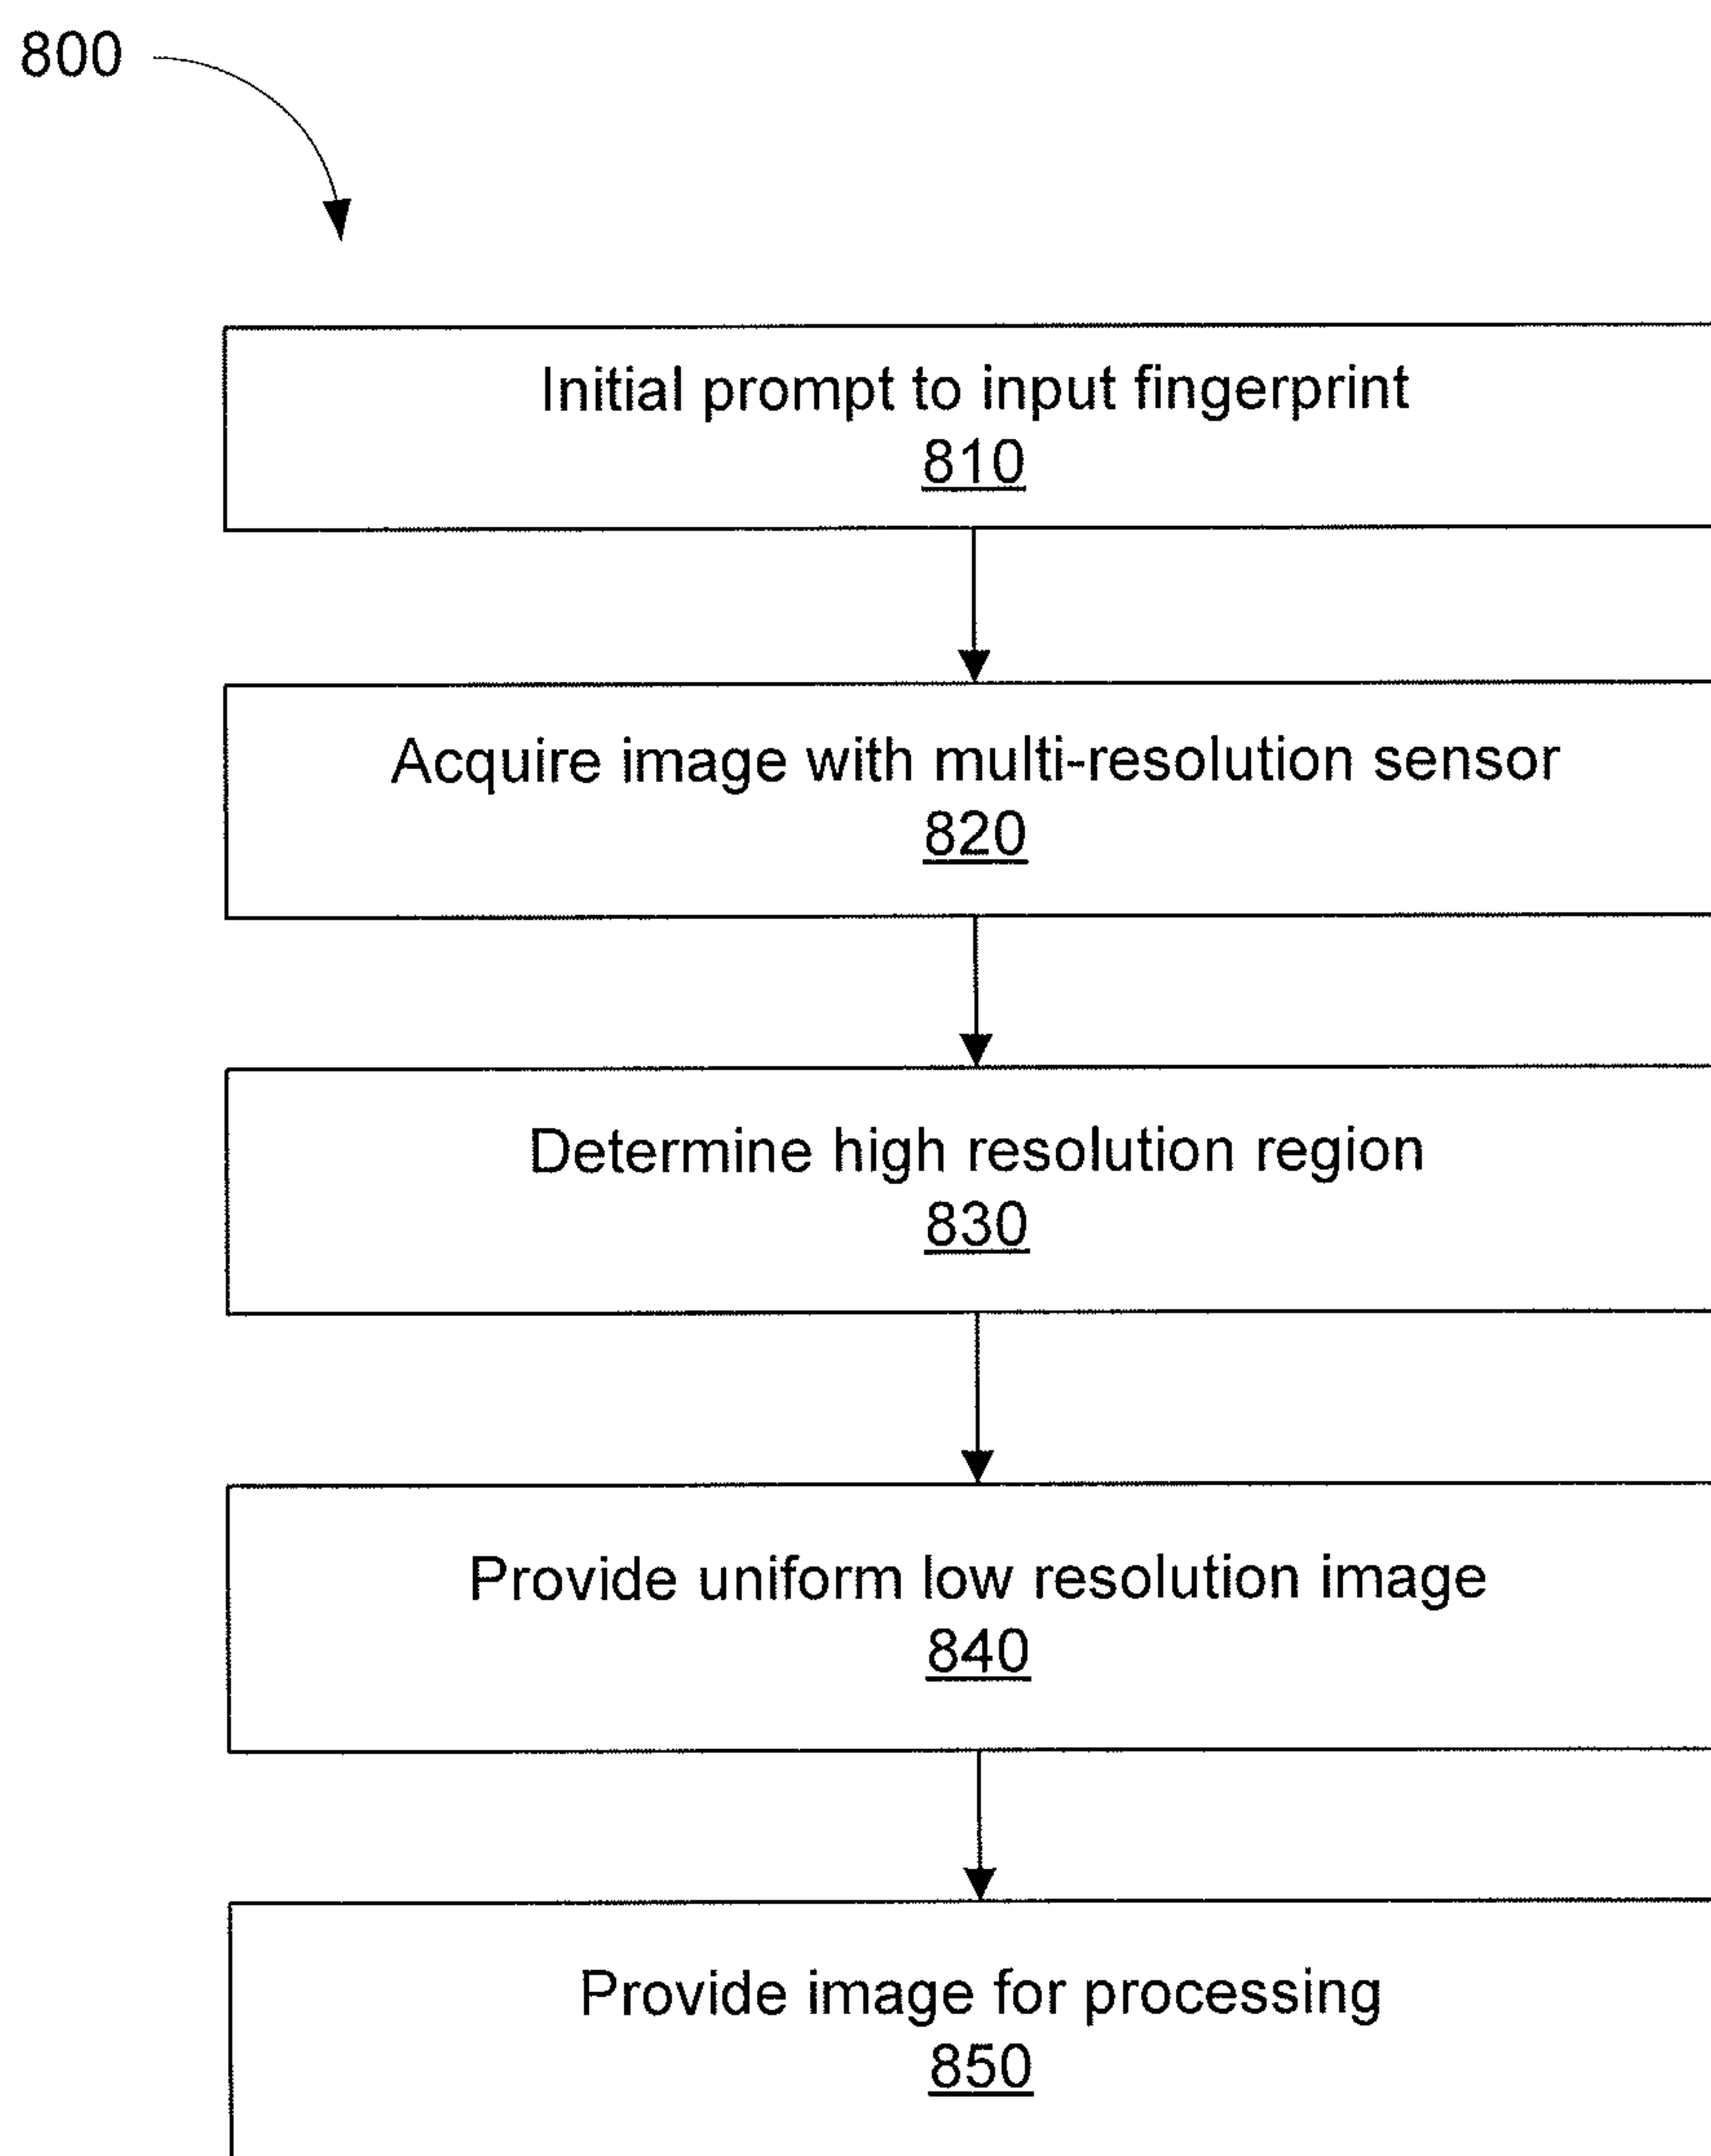 800
Initial prompt to input fingerprint
810
Acquire image with multi-resolution sensor
820
Determine high resolution region
830
Provide uniform low resolution image
840
Provide image for processing
850